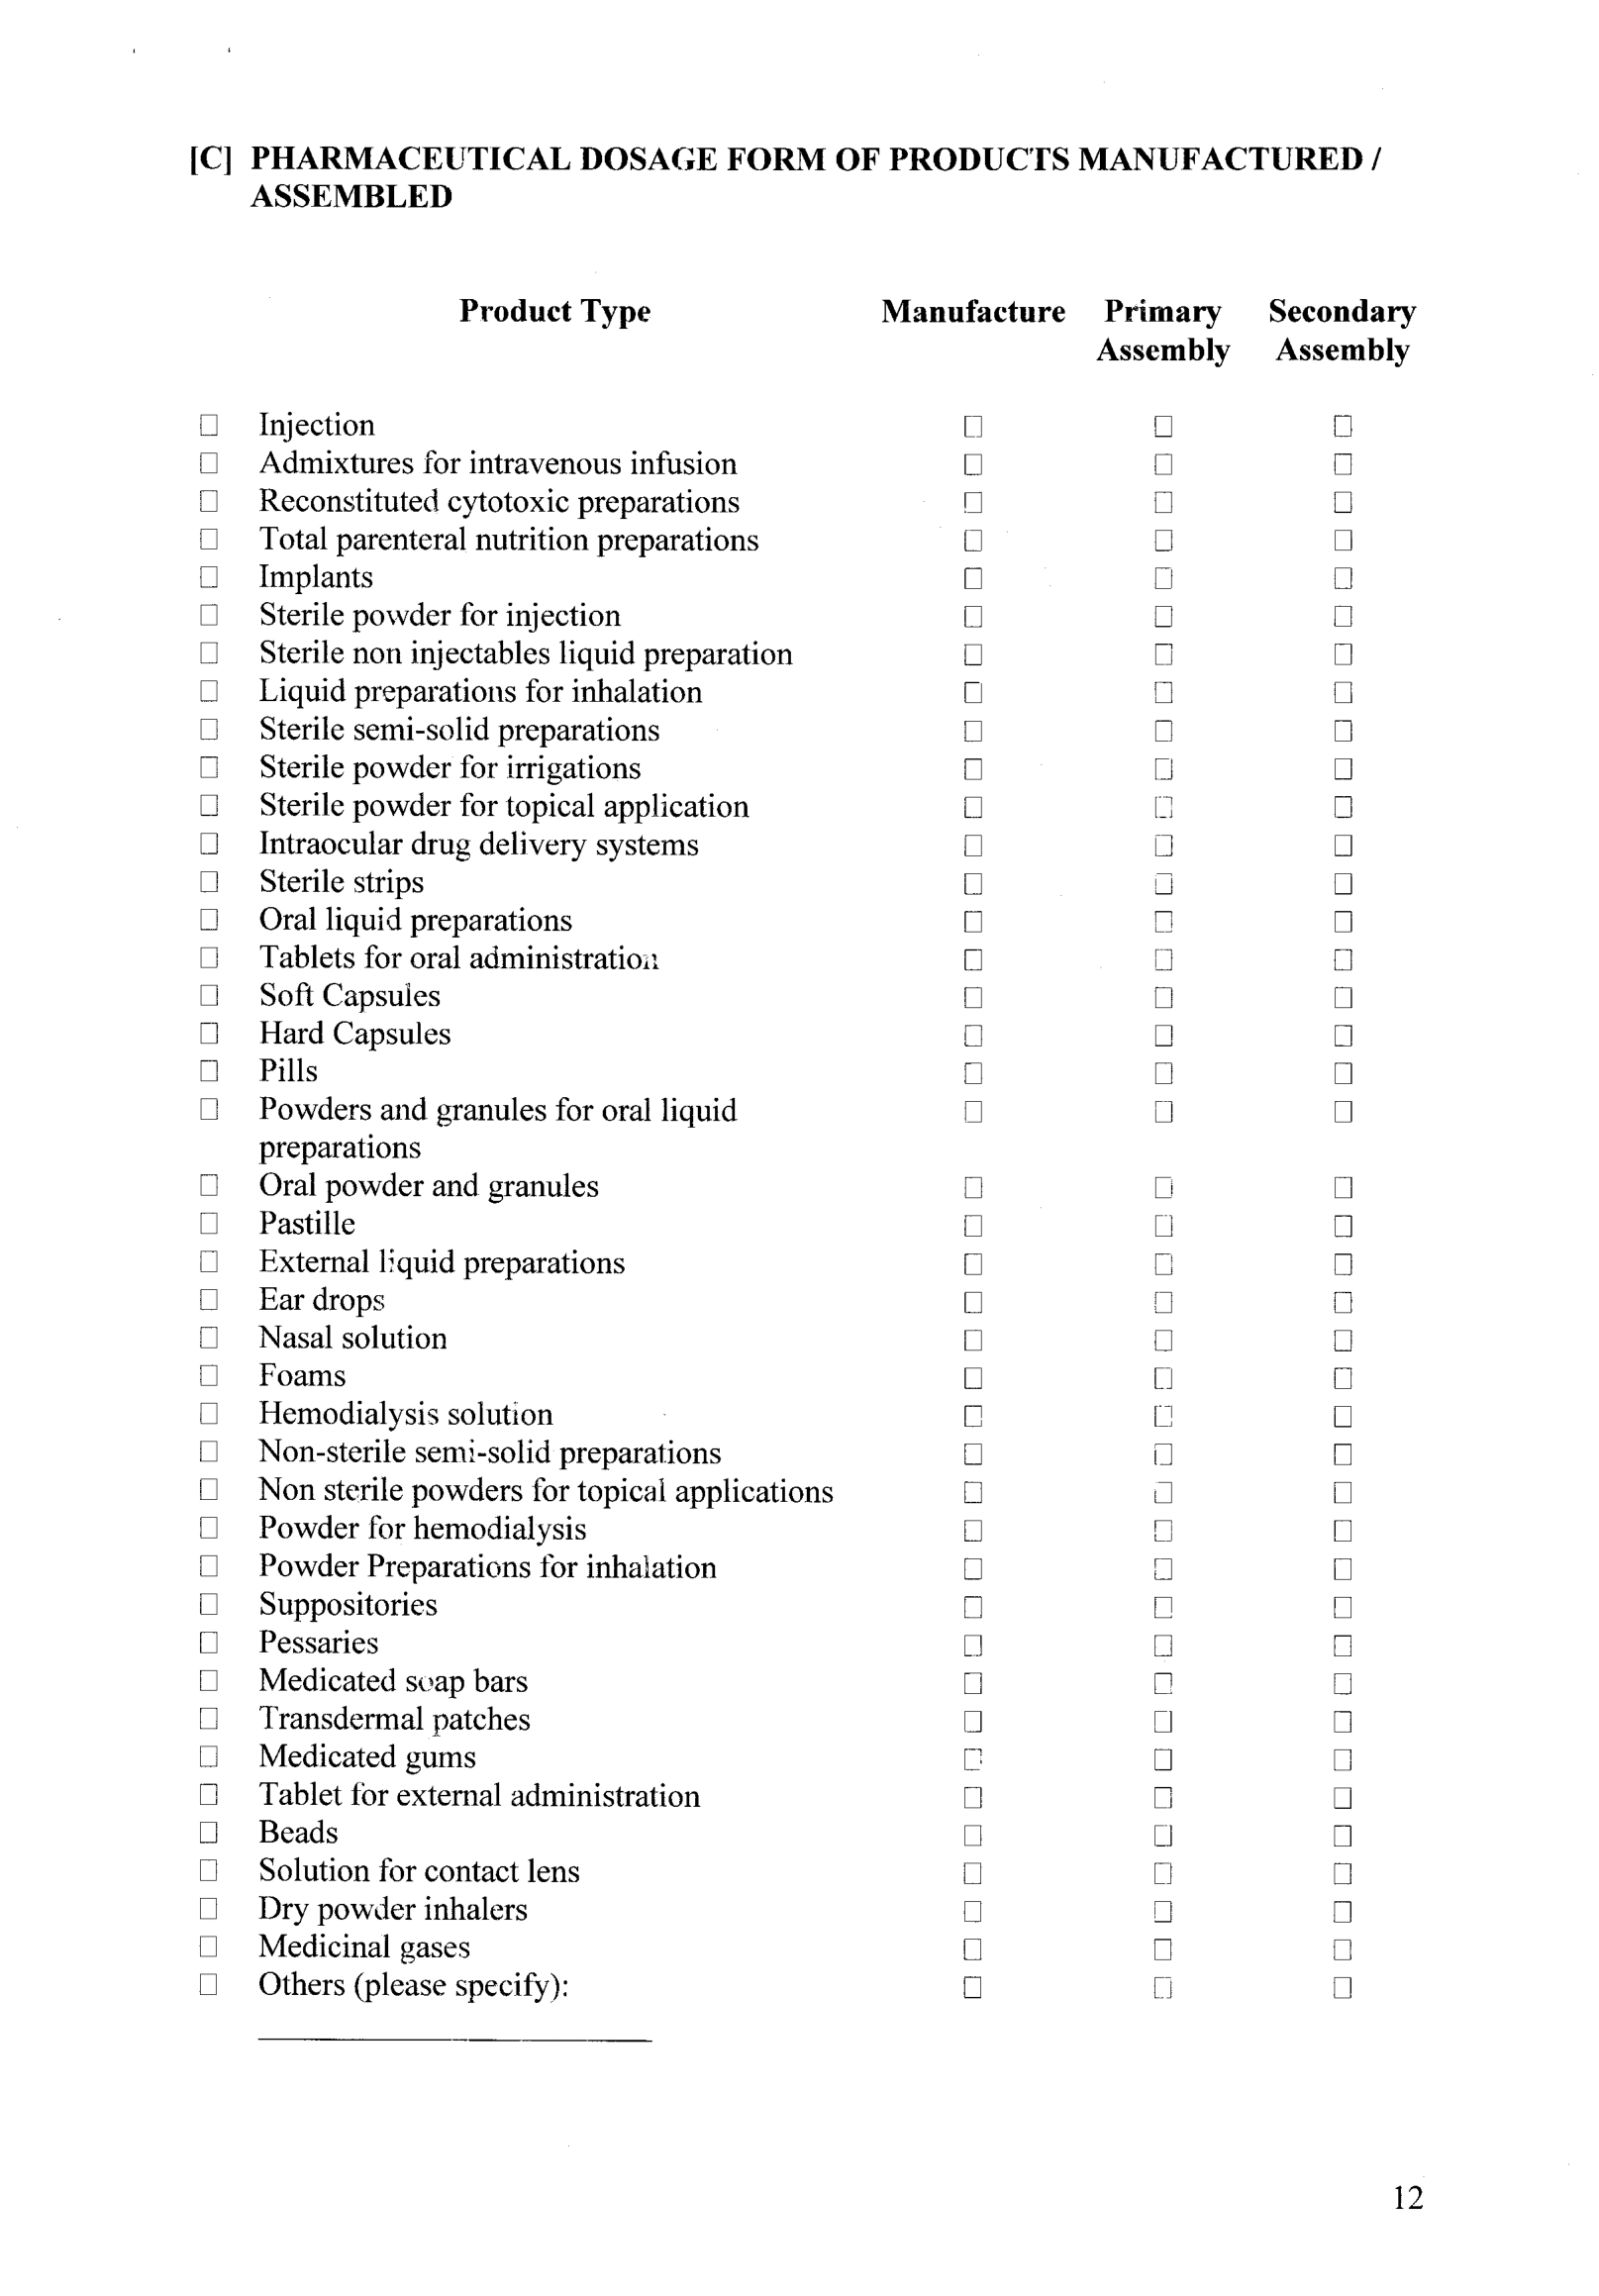 [C] PHARMACEUTICAL DOSAGE FORM OF PRODUCTS MANUFACTURED /
ASSEMBLED
Product Type Manufacture Primary Secondary
Assembly Assembly
☐ Injection ☐ ☐ ☐
☐ Admixtures for intravenous infusion ☐ ☐ ☐
☐ Reconstituted cytotoxic preparations ☐ ☐ ☐
☐ Total parenteral nutrition preparations ☐ ☐ ☐
☐ Implants ☐ ☐ ☐
☐ Sterile powder for injection ☐ ☐ ☐
☐ Sterile non injectables liquid preparation ☐ ☐ ☐
☐ Liquid preparations for inhalation ☐ ☐ ☐
☐ Sterile semi-solid preparations ☐ ☐ ☐
☐ Sterile powder for irrigations ☐ ☐ ☐
☐ Sterile powder for topical application ☐ ☐ ☐
☐ Intraocular drug delivery systems ☐ ☐ ☐
☐ Sterile strips ☐ ☐ ☐
☐ Oral liquid preparations ☐ ☐ ☐
☐ Tablets for oral administration ☐ ☐ ☐
☐ Soft Capsules ☐ ☐ ☐
☐ Hard Capsules ☐ ☐ ☐
☐ Pills ☐ ☐ ☐
☐ Powders and granules for oral liquid ☐ ☐ ☐
preparations
☐ Oral powder and granules ☐ ☐ ☐
☐ Pastille ☐ ☐ ☐
☐ External liquid preparations ☐ ☐ ☐
☐ Ear drops ☐ ☐ ☐
☐ Nasal solution ☐ ☐ ☐
☐ Foams ☐ ☐ ☐
☐ Hemodialysis solution ☐ ☐ ☐
☐ Non-sterile semi-solid preparations ☐ ☐ ☐
☐ Non sterile powders for topical applications ☐ ☐ ☐
☐ Powder for hemodialysis ☐ ☐ ☐
☐ Powder Preparations for inhalation ☐ ☐ ☐
☐ Suppositories ☐ ☐ ☐
☐ Pessaries ☐ ☐ ☐
☐ Medicated soap bars ☐ ☐ ☐
☐ Transdermal patches ☐ ☐ ☐
☐ Medicated gums ☐ ☐ ☐
☐ Tablet for external administration ☐ ☐ ☐
☐ Beads ☐ ☐ ☐
☐ Solution for contact lens ☐ ☐ ☐
☐ Dry powder inhalers ☐ ☐ ☐
☐ Medicinal gases ☐ ☐ ☐
☐ Others (please specify): ☐ ☐ ☐
12